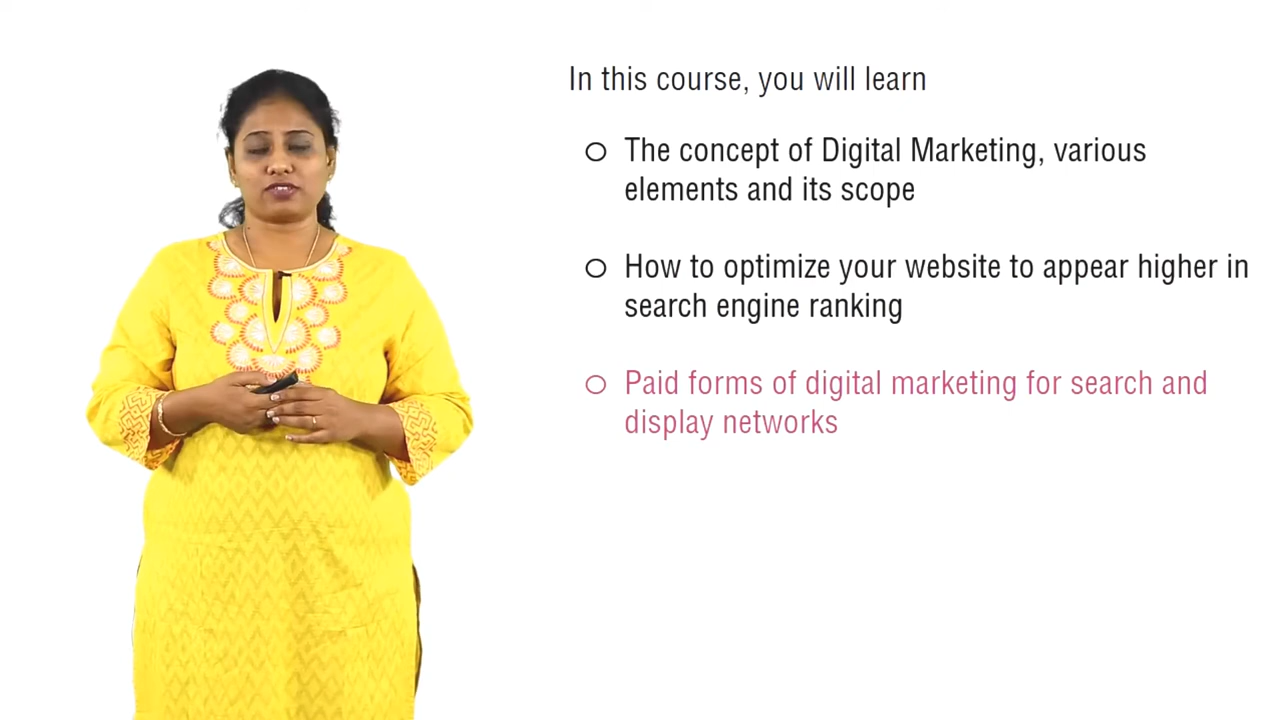 In this course, you will learn
The concept of Digital Marketing, various
elements and its scope
How to optimize your website to appear higher in
search engine ranking
Paid forms of digital marketing for search and
display networks